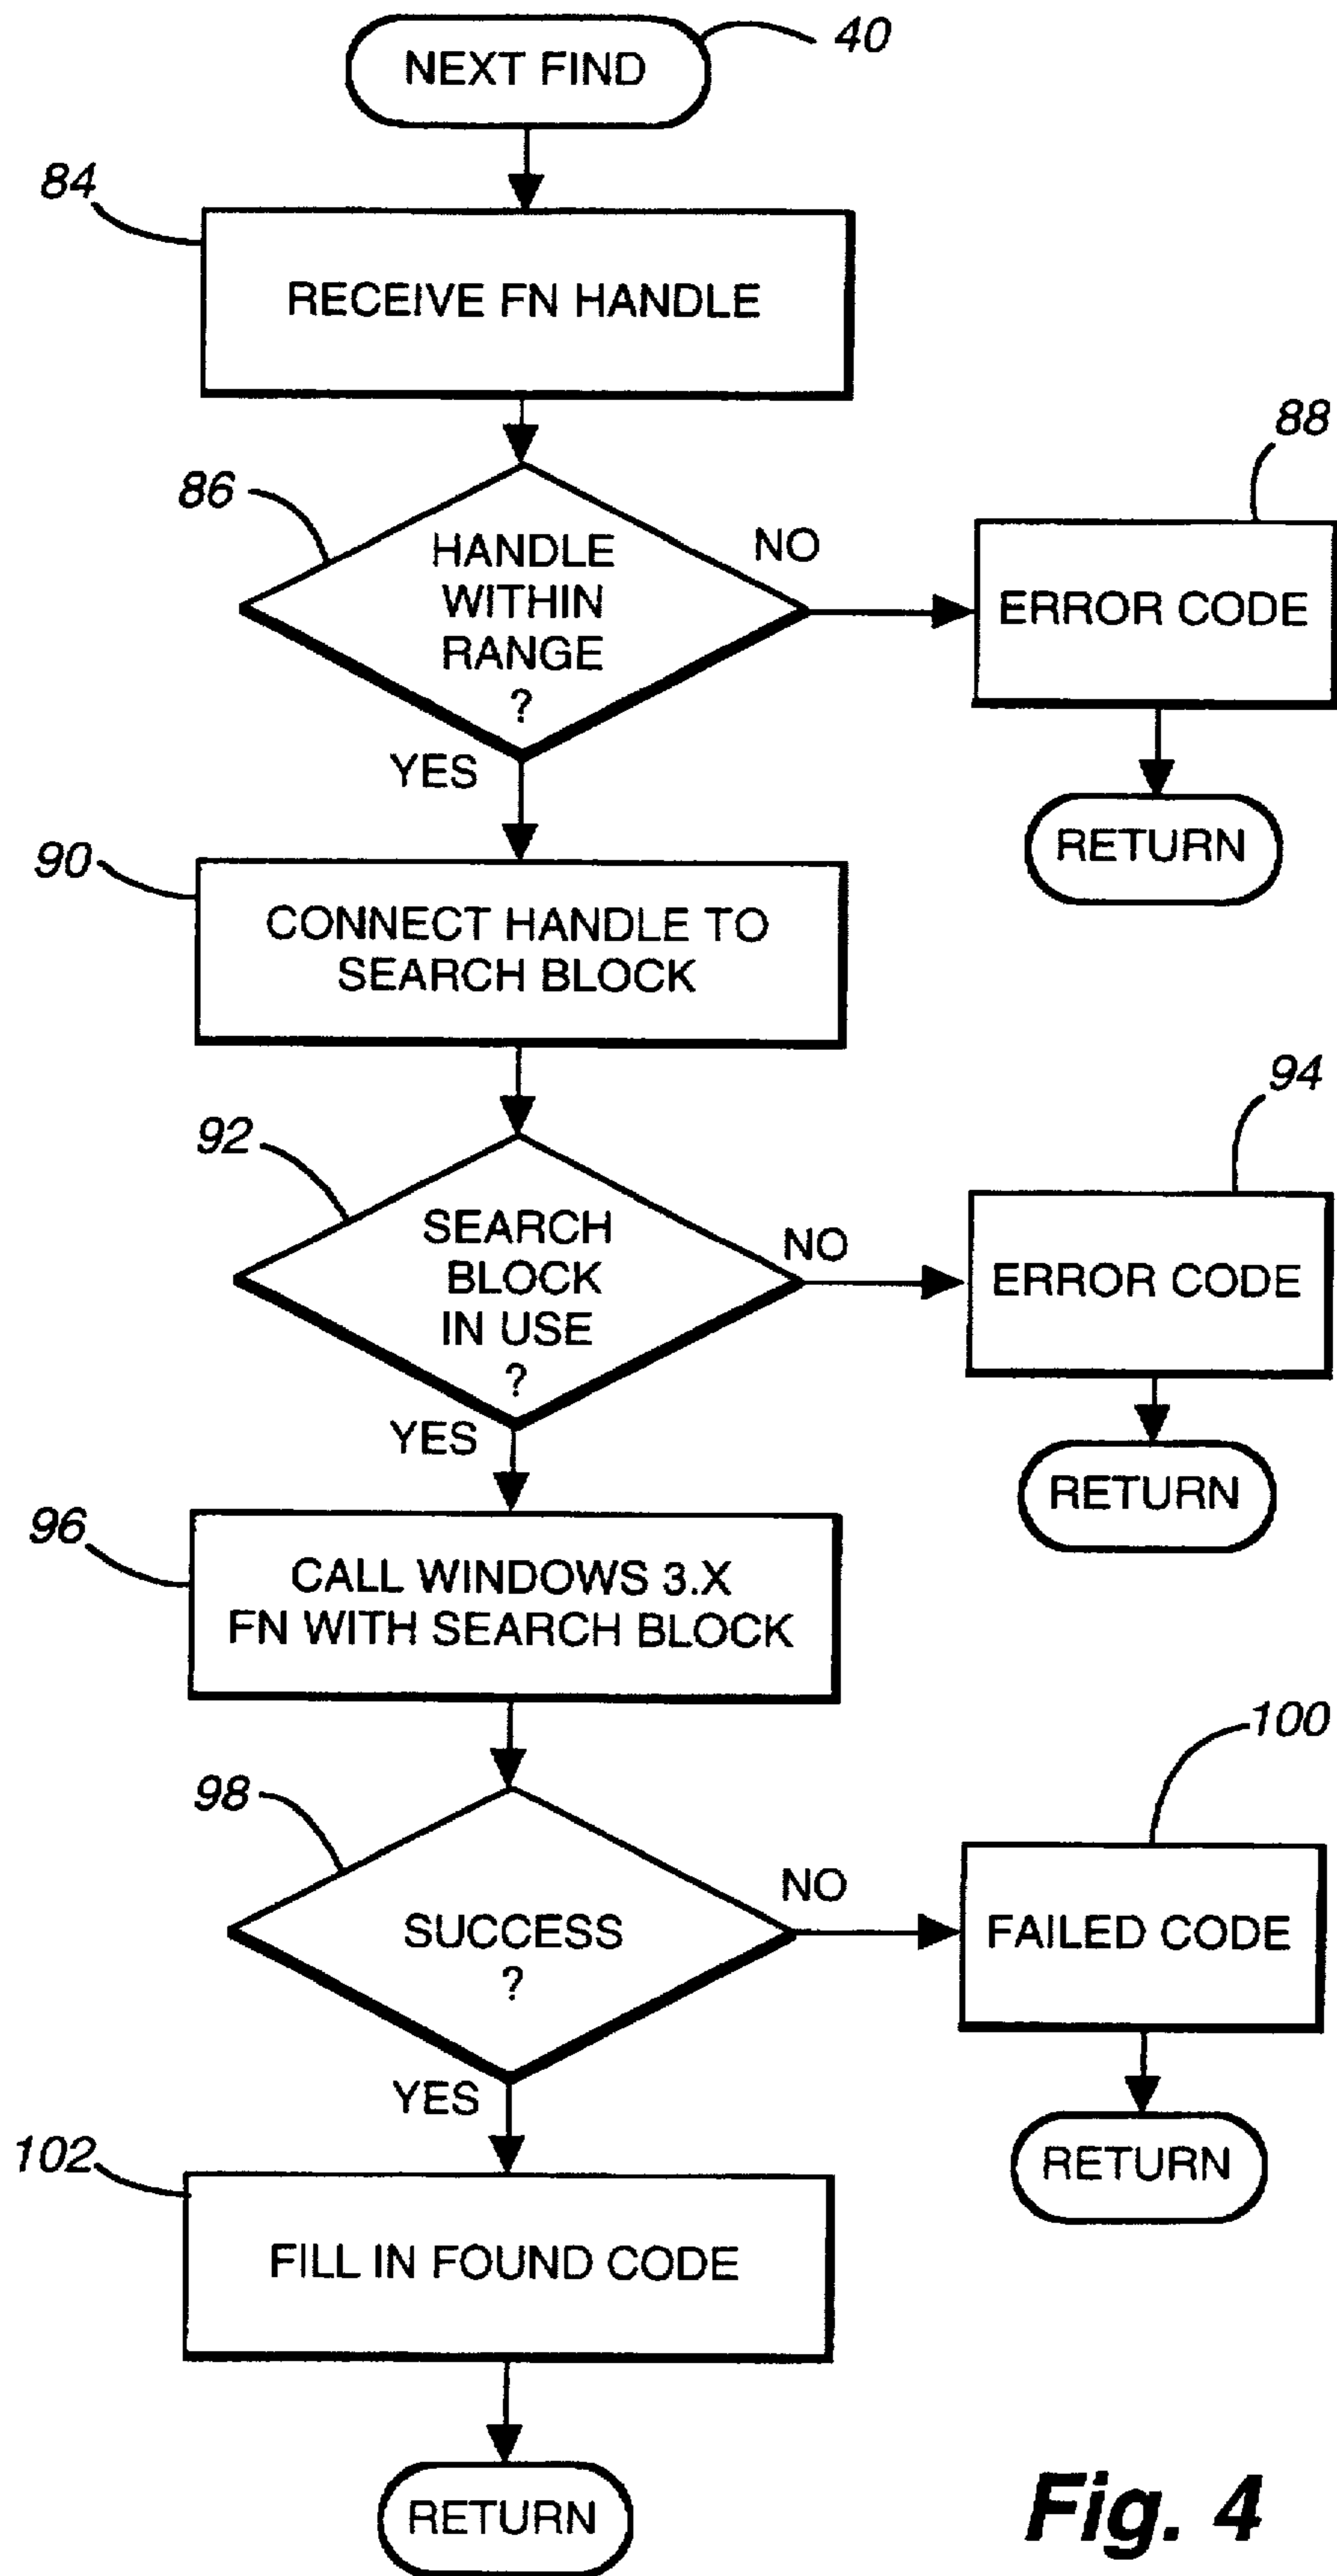 NEXT FIND
40
84
RECEIVE FN HANDLE
88
86
HANDLE
WITHIN
RANGE
?
NO
ERROR CODE
YES
RETURN
90
CONNECT HANDLE TO
SEARCH BLOCK
94
92
SEARCH
BLOCK
IN USE
?
NO
ERROR CODE
YES
RETURN
96
CALL WINDOWS 3.X
FN WITH SEARCH BLOCK
100
98
SUCCESS
?
NO
FAILED CODE
YES
RETURN
102
FILL IN FOUND CODE
RETURN
Fig. 4